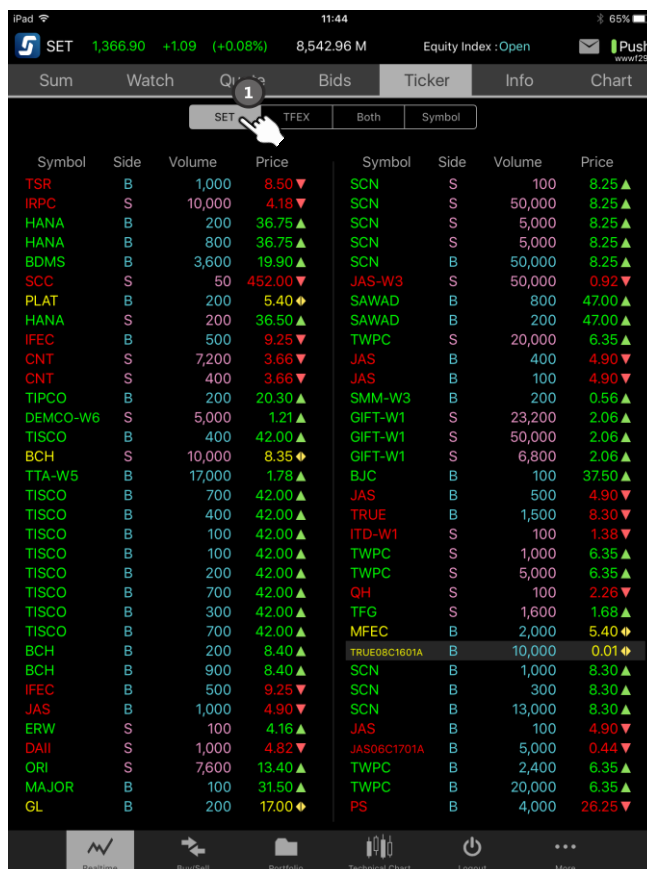 iPad 11:44 65%
SET 1,366.90 +1.09 (+0.08%) 8,542.96 M Equity Index :Open Push
wwwf29
Sum Watch Bids Ticker Info Chart
1
SET TFEX Both Symbol
Symbol Side Volume Price Symbol Side Volume Price
TSR B 1,000 8.50 SCN S 100 8.25
IRPC S 10,000 4.18 SCN S 50,000 8.25
HANA B 200 36.75 SCN S 5,000 8.25
HANA B 800 36.75 SCN S 5,000 8.25
BDMS B 3,600 19.90 SCN B 50,000 8.25
SCC S 50 452.00 JAS-W3 S 50,000 0.92
PLAT B 200 5.40 SAWAD B 800 47.00
HANA S 200 36.50 SAWAD B 200 47.00
IFEC B 500 9.25 TWPC S 20,000 6.35
CNT S 7,200 3.66 JAS B 400 4.90
CNT S 400 3.66 JAS B 100 4.90
TIPCO B 200 20.30 SMM-W3 B 200 0.56
DEMCO-W6 S 5,000 1.21 GIFT-W1 S 23,200 2.06
TISCO B 400 42.00 GIFT-W1 S 50,000 2.06
BCH S 10,000 8.35 GIFT-W1 S 6,800 2.06
TTA-W5 B 17,000 1.78 BJC B 100 37.50
TISCO B 700 42.00 JAS B 500 4.90
TISCO B 400 42.00 TRUE B 1,500 8.30
TISCO B 100 42.00 ITD-W1 S 100 1.38
TISCO B 100 42.00 TWPC S 1,000 6.35
TISCO B 200 42.00 TWPC S 5,000 6.35
TISCO B 700 42.00 QH S 100 2.26
TISCO B 300 42.00 TFG S 1,600 1.68
TISCO B 700 42.00 MFEC B 2,000 5.40
BCH B 200 8.40 TRUE08C1601A B 10,000 0.01
BCH B 900 8.40 SCN B 1,000 8.30
IFEC B 500 9.25 SCN B 300 8.30
JAS B 1,000 4.90 SCN B 13,000 8.30
ERW S 100 4.16 JAS B 100 4.90
DAII S 1,000 4.82 JAS06C1701A B 5,000 0.44
ORI S 7,600 13.40 TWPC B 2,400 6.35
MAJOR B 100 31.50 TWPC B 20,000 6.35
GL B 200 17.00 PS B 4,000 26.25
Realtime Buy/Sell Portfolio Technical Chart Logout More